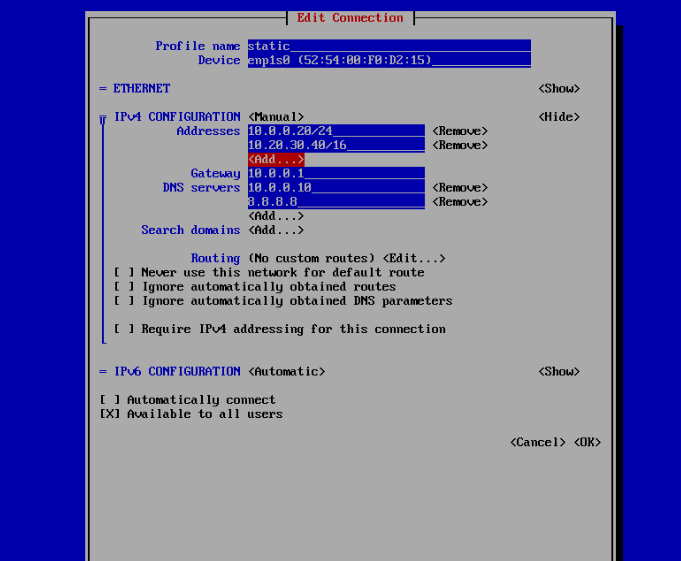 Edit Connection
Profile name static
Device enp1s0 (52:54:00:F0:D2:15)
= ETHERNET <Show>
= IPv4 CONFIGURATION <Manual> <Hide>
Addresses 10.0.0.20/24 <Remove>
10.20.30.40/16 <Remove>
<Add...>
Gateway 10.0.0.1
DNS servers 10.0.0.10 <Remove>
8.8.8.8 <Remove>
<Add...>
Search domains <Add...>
Routing (No custom routes) <Edit...>
[ ] Never use this network for default route
[ ] Ignore automatically obtained routes
[ ] Ignore automatically obtained DNS parameters
[ ] Require IPv4 addressing for this connection
= IPv6 CONFIGURATION <Automatic> <Show>
[ ] Automatically connect
[X] Available to all users
<Cancel> <OK>